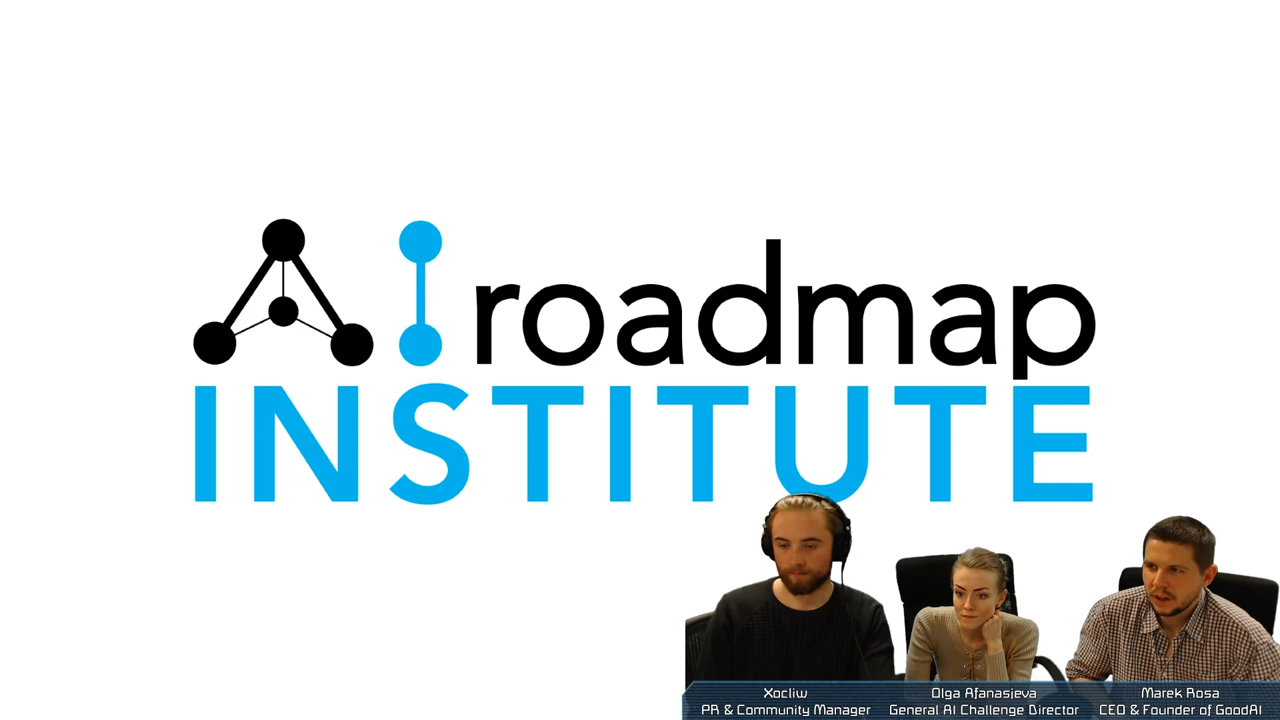 AI roadmap
INSTITUTE
Xocliw Olga Afanasjeva Marek Rosa
PR & Community Manager General AI Challenge Director CEO & Founder of GoodAI